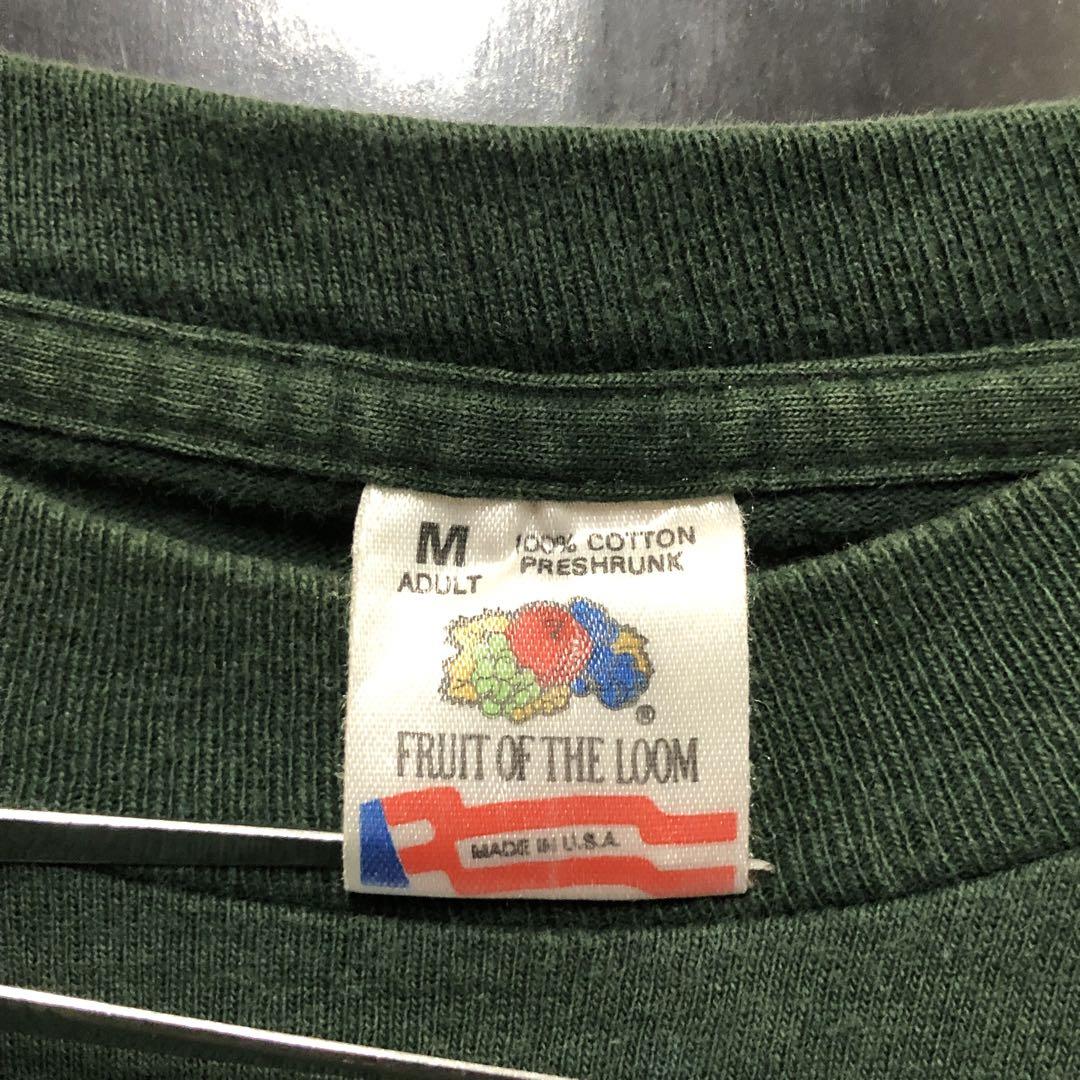 M
ADULT
100% COTTON
PRESHRUNK
®
FRUIT OF THE LOOM
MADE IN U.S.A.